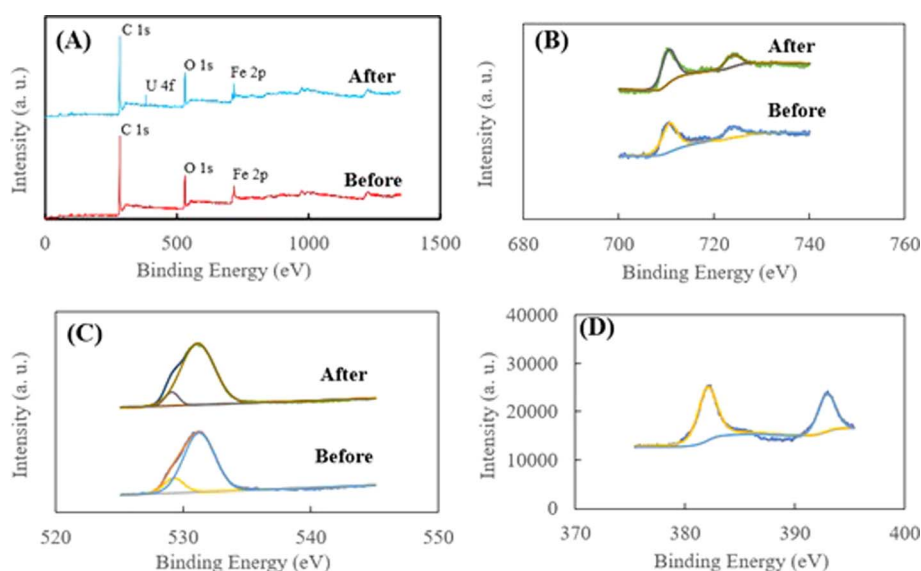 (A)
C 1s
O 1s
Fe 2p
U 4f
After
C 1s
O 1s
Fe 2p
Before
Intensity (a. u.)
0 500 1000 1500
Binding Energy (eV)
(B)
After
Before
Intensity (a. u.)
680 700 720 740 760
Binding Energy (eV)
(C)
After
Before
Intensity (a. u.)
520 530 540 550
Binding Energy (eV)
(D)
40000
30000
20000
10000
0
Intensity (a. u.)
370 380 390 400
Binding Energy (eV)